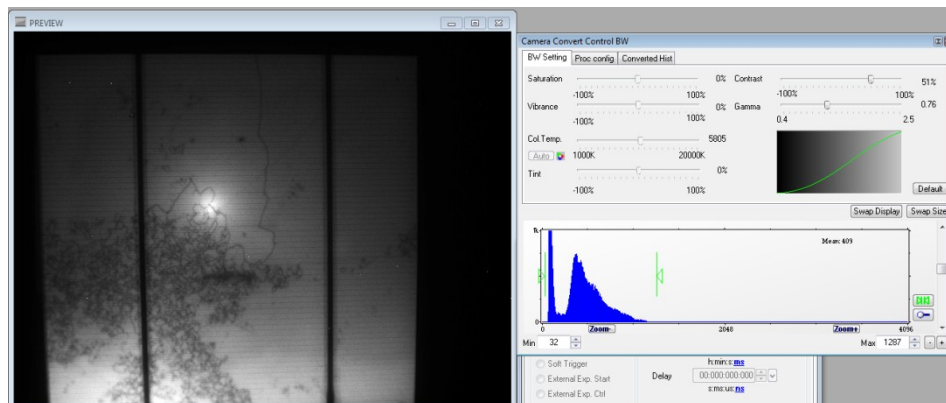 PREVIEW
Camera Convert Control BW
BW Setting Proc config Converted Hist
Saturation 0% Contrast 51%
-100% 100% -100% 100%
Vibrance 0% Gamma 0.76
-100% 100% 0.4 2.5
Col.Temp. 5805
Auto 1000K 20000K
Tint 0%
-100% 100%
Default
Swap Display Swap Size
Mean: 409
0 Zoom- 2048 Zoom+ 4096
Min 32 Max 1287 - +
Soft Trigger h:min:s:ms
External Exp. Start Delay 00:000:000:000
External Exp. Ctrl s:ms:us:ns